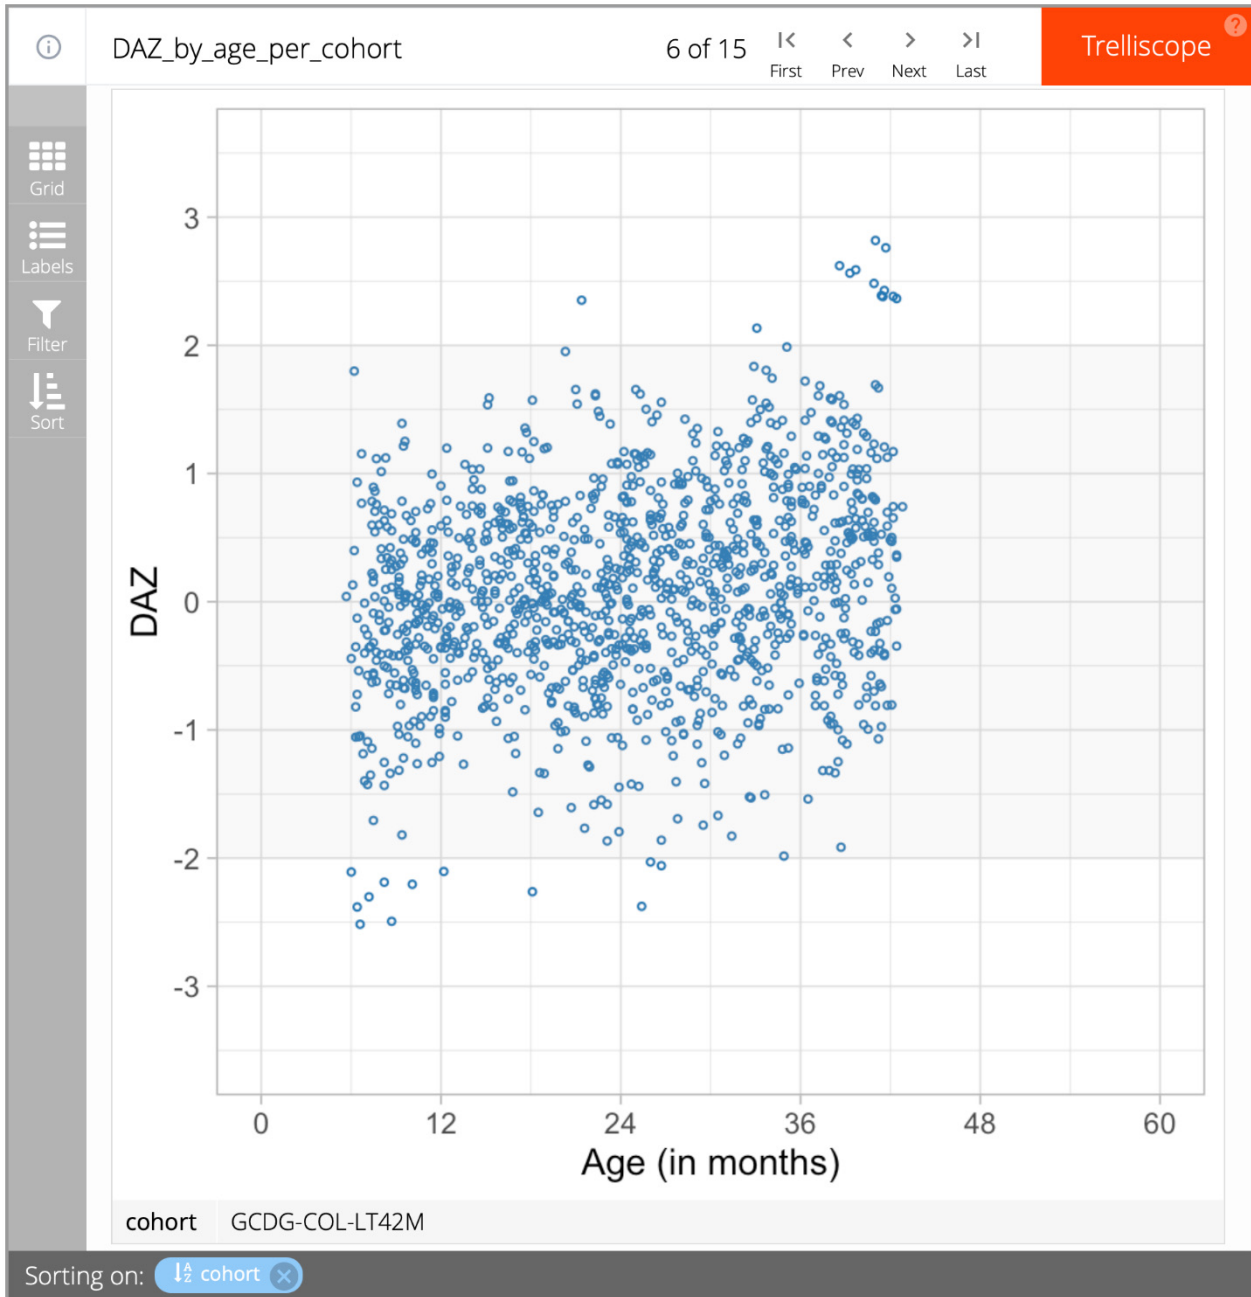 DAZ_by_age_per_cohort
6 of 15
First
Prev
Next
Last
Trelliscope
?
Grid
Labels
Filter
Sort
DAZ
3
2
1
0
-1
-2
-3
0 12 24 36 48 60
Age (in months)
cohort GCDG-COL-LT42M
Sorting on: A Z cohort